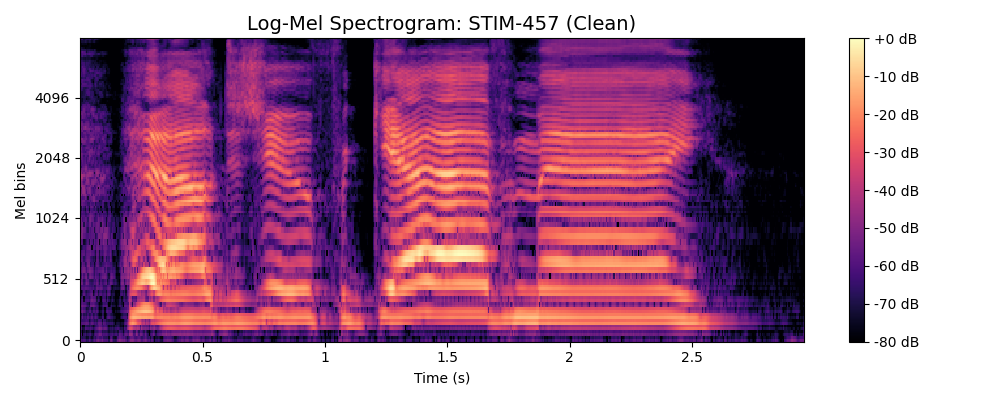 Log-Mel Spectrogram: STIM-457 (Clean)
+0 dB
4096
-10 dB
-20 dB
2048
-30 dB
Mel bins
-40 dB
1024
-50 dB
512
-60 dB
-70 dB
0
-80 dB
0 0.5 1 1.5 2 2.5
Time (s)